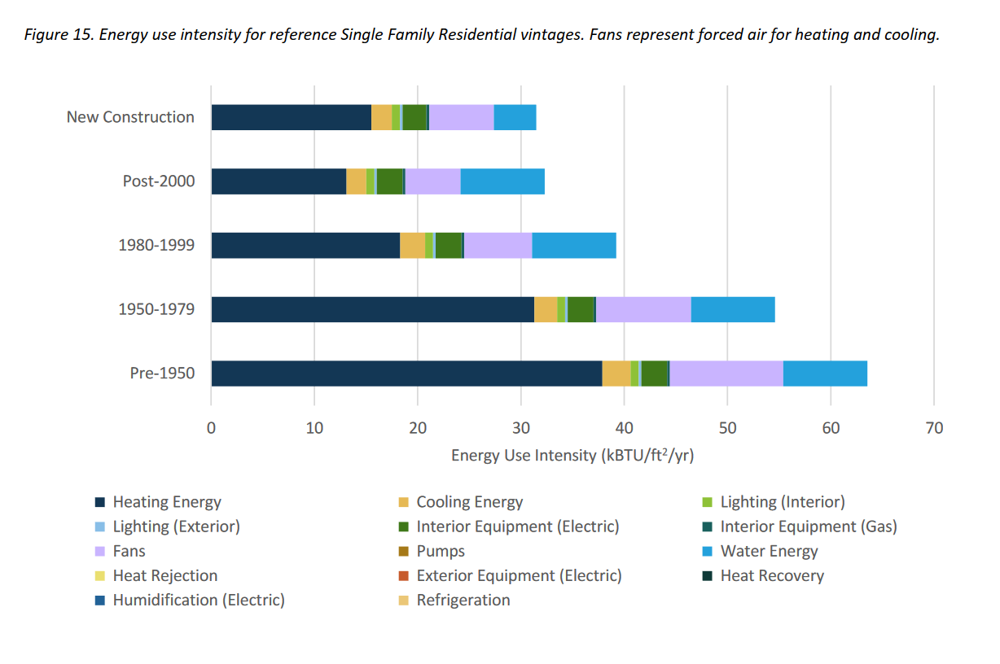 Figure 15. Energy use intensity for reference Single Family Residential vintages. Fans represent forced air for heating and cooling.
New Construction
Post-2000
1980-1999
1950-1979
Pre-1950
0 10 20 30 40 50 60 70
Energy Use Intensity (kBTU/ft²/yr)
Heating Energy Cooling Energy Lighting (Interior)
Lighting (Exterior) Interior Equipment (Electric) Interior Equipment (Gas)
Fans Pumps Water Energy
Heat Rejection Exterior Equipment (Electric) Heat Recovery
Humidification (Electric) Refrigeration